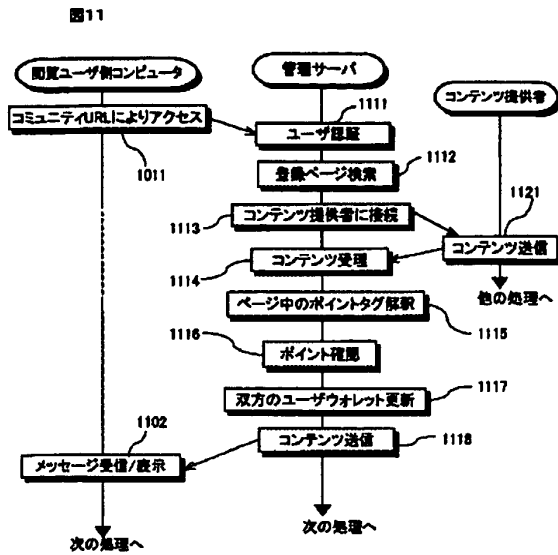 図11
閲覧ユーザ側コンピュータ
管理サーバ
コンテンツ提供者
コミュニティURLによりアクセス
1011
1111
ユーザ認証
1112
登録ページ検索
1113
コンテンツ提供者に接続
1121
コンテンツ送信
1114
コンテンツ受理
他の処理へ
ページ中のポイントタグ解釈
1115
1116
ポイント確認
1117
双方のユーザウォレット更新
1102
コンテンツ送信
1118
メッセージ受信/表示
次の処理へ
次の処理へ